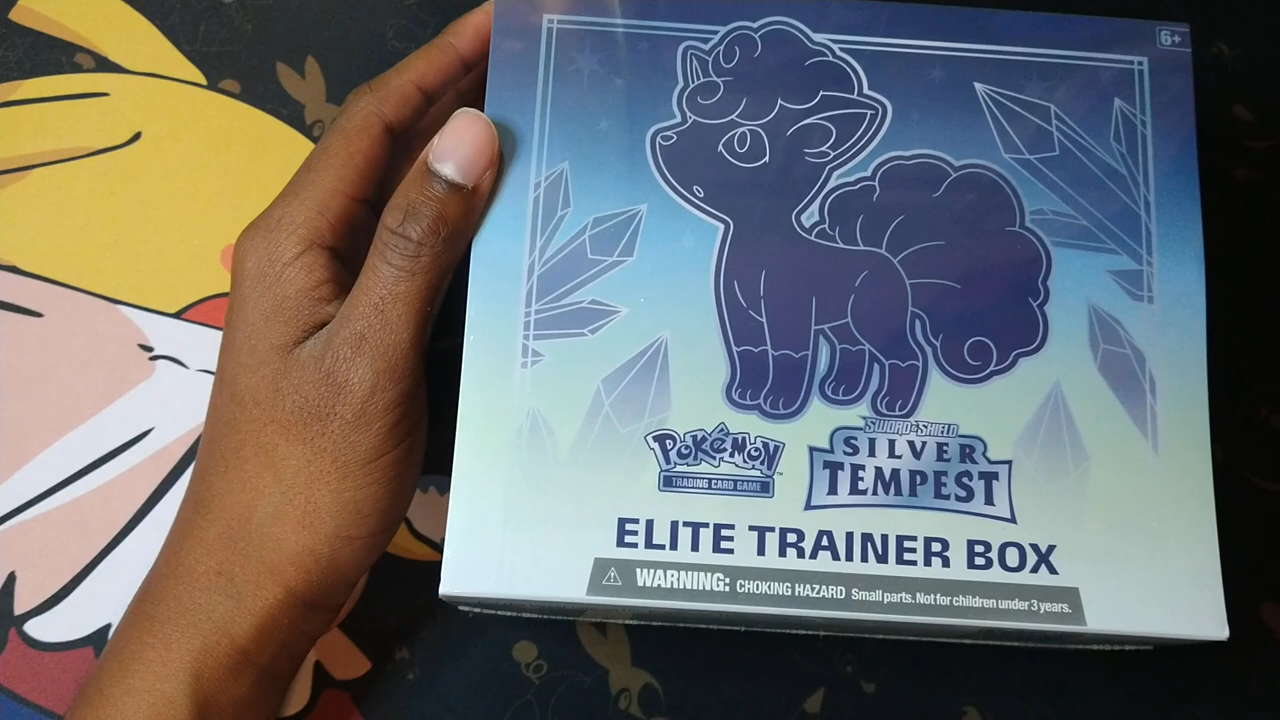 6+
Pokémon
TRADING CARD GAME
SWORD & SHIELD
SILVER
TEMPEST
ELITE TRAINER BOX
WARNING: CHOKING HAZARD Small parts. Not for children under 3 years.